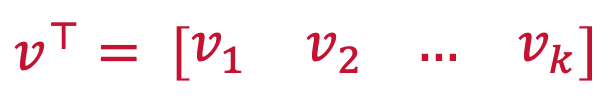 v⊤ = [v1 v2 … vk]